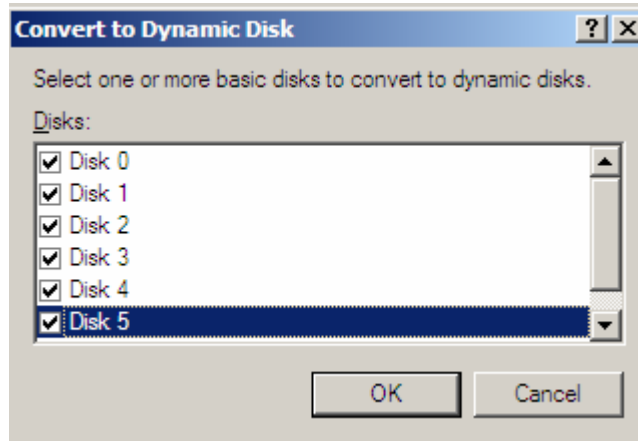 Convert to Dynamic Disk
Select one or more basic disks to convert to dynamic disks.
Disks:
Disk 0
Disk 1
Disk 2
Disk 3
Disk 4
Disk 5
OK Cancel